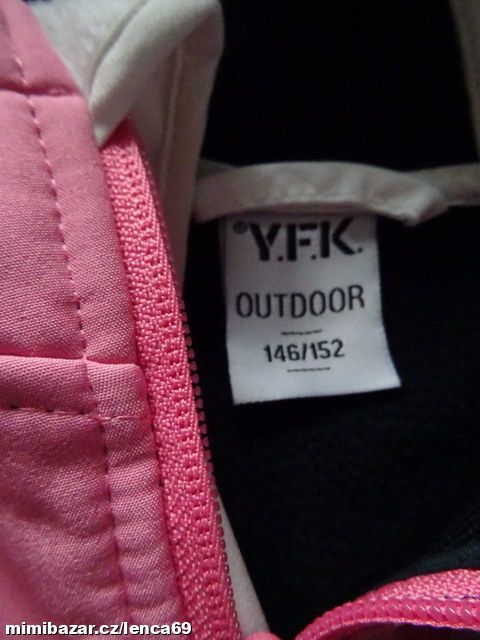 ®Y.F.K.
OUTDOOR
146/152
mimibazar.cz/lenca69